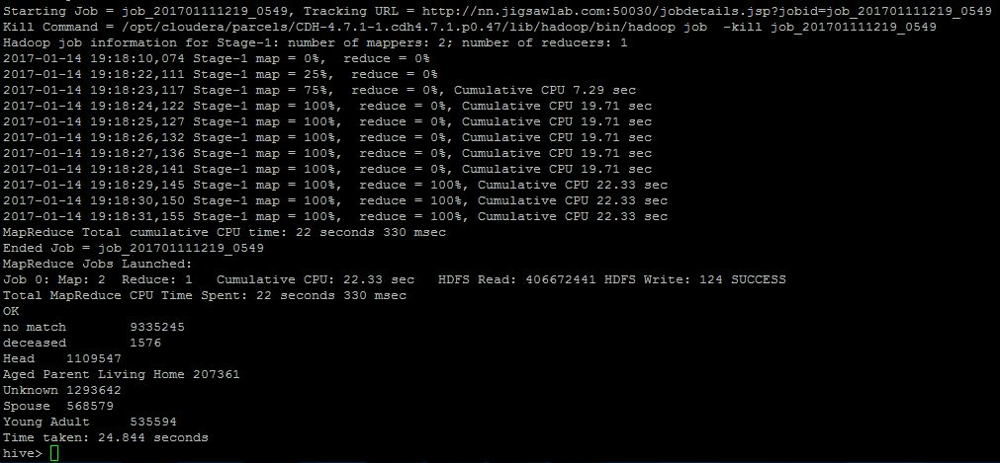 Starting Job = job_201701111219_0549, Tracking URL = http://nn.jigsawlab.com:50030/jobdetails.jsp?jobid=job_201701111219_0549
Kill Command = /opt/cloudera/parcels/CDH-4.7.1-1.cdh4.7.1.p0.47/lib/hadoop/bin/hadoop job  -kill job_201701111219_0549
Hadoop job information for Stage-1: number of mappers: 2; number of reducers: 1
2017-01-14 19:18:10,074 Stage-1 map = 0%,  reduce = 0%
2017-01-14 19:18:22,111 Stage-1 map = 25%,  reduce = 0%
2017-01-14 19:18:23,117 Stage-1 map = 75%,  reduce = 0%, Cumulative CPU 7.29 sec
2017-01-14 19:18:24,122 Stage-1 map = 100%,  reduce = 0%, Cumulative CPU 19.71 sec
2017-01-14 19:18:25,127 Stage-1 map = 100%,  reduce = 0%, Cumulative CPU 19.71 sec
2017-01-14 19:18:26,132 Stage-1 map = 100%,  reduce = 0%, Cumulative CPU 19.71 sec
2017-01-14 19:18:27,136 Stage-1 map = 100%,  reduce = 0%, Cumulative CPU 19.71 sec
2017-01-14 19:18:28,141 Stage-1 map = 100%,  reduce = 0%, Cumulative CPU 19.71 sec
2017-01-14 19:18:29,145 Stage-1 map = 100%,  reduce = 100%, Cumulative CPU 22.33 sec
2017-01-14 19:18:30,150 Stage-1 map = 100%,  reduce = 100%, Cumulative CPU 22.33 sec
2017-01-14 19:18:31,155 Stage-1 map = 100%,  reduce = 100%, Cumulative CPU 22.33 sec
MapReduce Total cumulative CPU time: 22 seconds 330 msec
Ended Job = job_201701111219_0549
MapReduce Jobs Launched:
Job 0: Map: 2  Reduce: 1   Cumulative CPU: 22.33 sec   HDFS Read: 406672441 HDFS Write: 124 SUCCESS
Total MapReduce CPU Time Spent: 22 seconds 330 msec
OK
no match        9335245
deceased        1576
Head    1109547
Aged Parent Living Home 207361
Unknown 1293642
Spouse  568579
Young Adult     535594
Time taken: 24.844 seconds
hive>